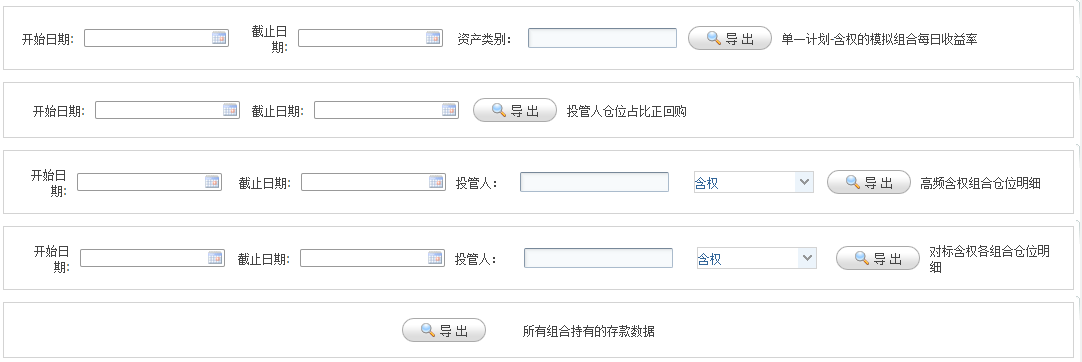 开始日期: 截止日期: 资产类别： 导 出 单一计划-含权的模拟组合每日收益率
开始日期: 截止日期: 导 出 投管人仓位占比正回购
开始日期: 截止日期: 投管人： 含权 导 出 高频含权组合仓位明细
开始日期: 截止日期: 投管人： 含权 导 出 对标含权各组合仓位明细
导 出 所有组合持有的存款数据